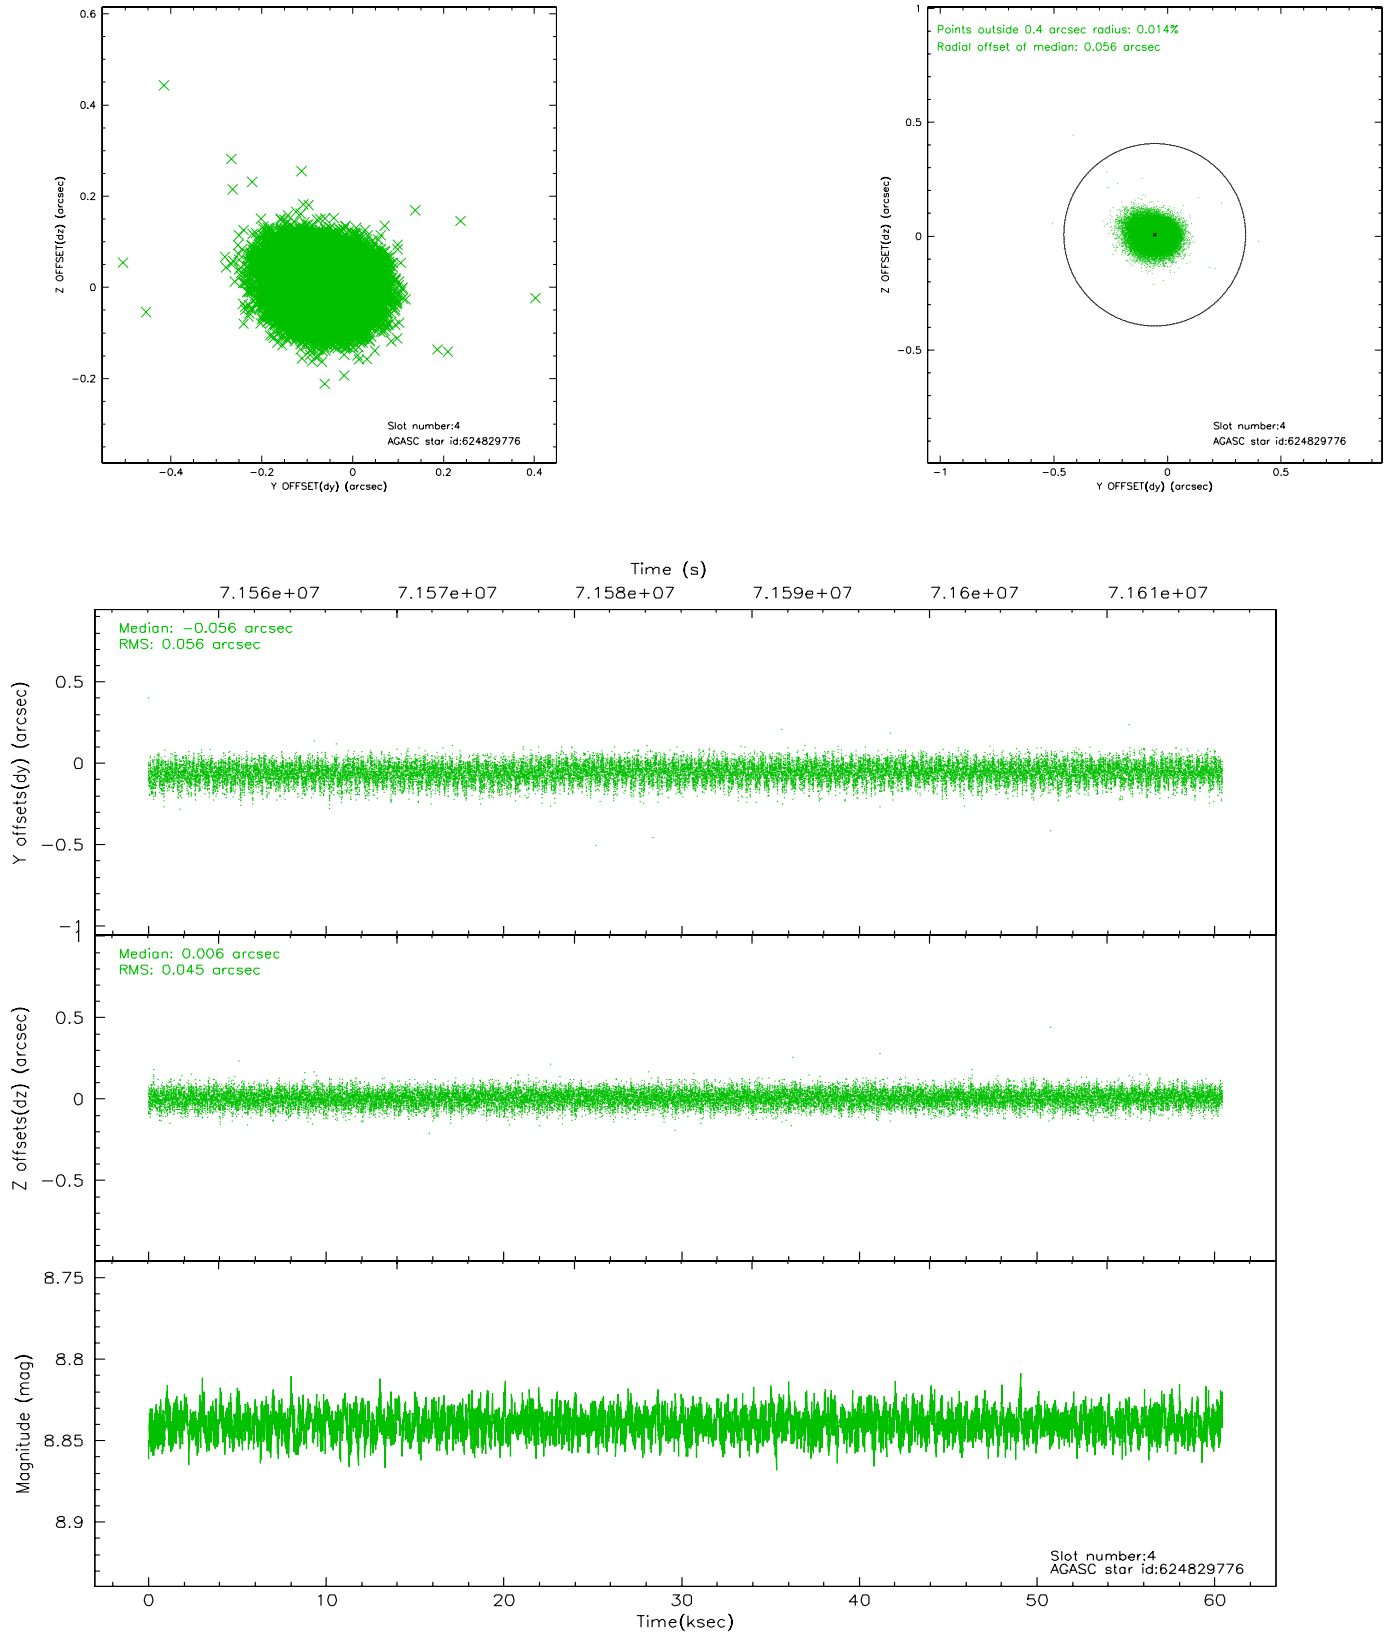 0.6
0.4
0.2
0
−0.2
Z OFFSET(dz) (arcsec)
Slot number:4
AGASC star id:624829776
−0.4 −0.2 0 0.2 0.4
Y OFFSET(dy) (arcsec)
1
0.5
0
−0.5
Z OFFSET(dz) (arcsec)
Points outside 0.4 arcsec radius: 0.014%
Radial offset of median: 0.056 arcsec
Slot number:4
AGASC star id:624829776
−1 −0.5 0 0.5
Y OFFSET(dy) (arcsec)
Time (s)
7.156e+07 7.157e+07 7.158e+07 7.159e+07 7.16e+07 7.161e+07
Median: −0.056 arcsec
RMS: 0.056 arcsec
0.5
0
−0.5
−1
Y offsets(dy) (arcsec)
Median: 0.006 arcsec
RMS: 0.045 arcsec
1
0.5
0
−0.5
Z offsets(dz) (arcsec)
8.75
8.8
8.85
8.9
Magnitude (mag)
Slot number:4
AGASC star id:624829776
0 10 20 30 40 50 60
Time(ksec)